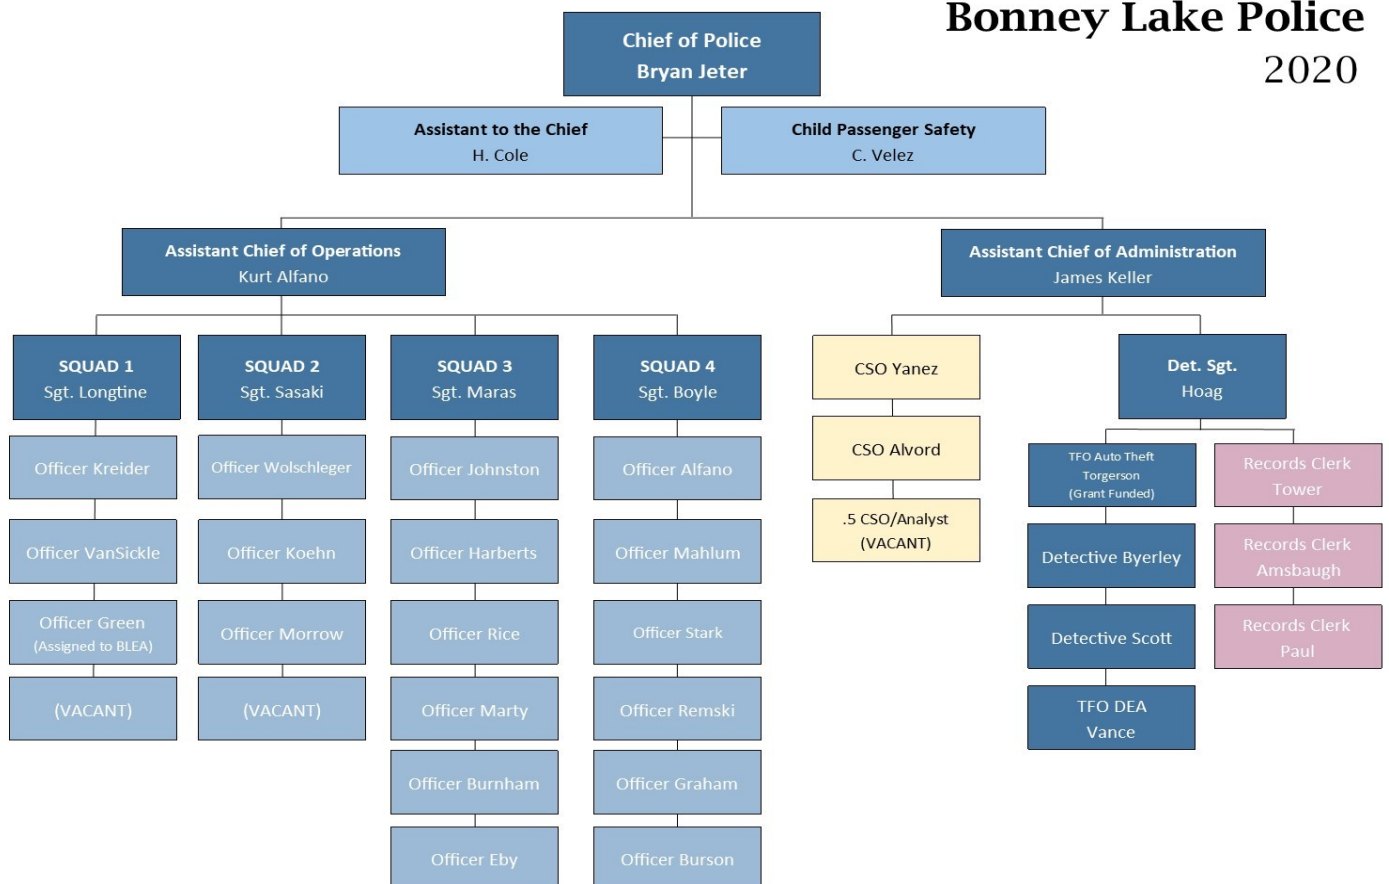 Bonney Lake Police
2020
Chief of Police
Bryan Jeter
Assistant to the Chief
H. Cole
Child Passenger Safety
C. Velez
Assistant Chief of Operations
Kurt Alfano
Assistant Chief of Administration
James Keller
SQUAD 1
Sgt. Longtine
Officer Kreider
Officer VanSickle
Officer Green
(Assigned to BLEA)
(VACANT)
SQUAD 2
Sgt. Sasaki
Officer Wolschleger
Officer Koehn
Officer Morrow
(VACANT)
SQUAD 3
Sgt. Maras
Officer Johnston
Officer Harberts
Officer Rice
Officer Marty
Officer Burnham
Officer Eby
SQUAD 4
Sgt. Boyle
Officer Alfano
Officer Mahlum
Officer Stark
Officer Remski
Officer Graham
Officer Burson
CSO Yanez
CSO Alvord
.5 CSO/Analyst
(VACANT)
Det. Sgt.
Hoag
TFO Auto Theft
Torgerson
(Grant Funded)
Detective Byerley
Detective Scott
TFO DEA
Vance
Records Clerk
Tower
Records Clerk
Amsbaugh
Records Clerk
Paul